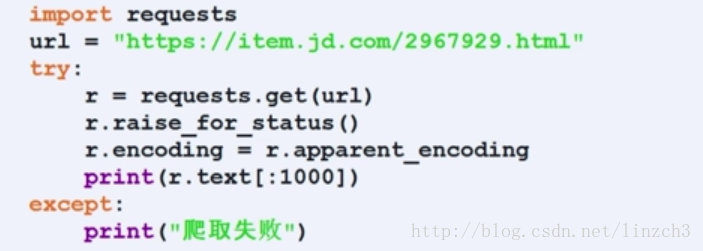 import requests
url = "https://item.jd.com/2967929.html"
try:
    r = requests.get(url)
    r.raise_for_status()
    r.encoding = r.apparent_encoding
    print(r.text[:1000])
except:
    print("爬取失败")
http://blog.csdn.net/linzch3